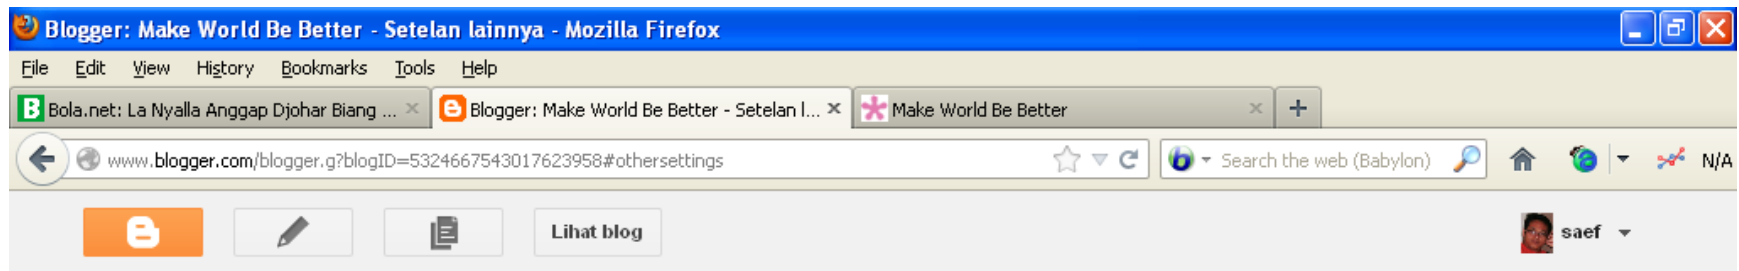 Blogger: Make World Be Better - Setelan lainnya - Mozilla Firefox
File Edit View History Bookmarks Tools Help
B Bola.net: La Nyalla Anggap Djohar Biang ... × Blogger: Make World Be Better - Setelan l... × Make World Be Better × +
www.blogger.com/blogger.g?blogID=5324667543017623958#othersettings Search the web (Babylon) N/A
Lihat blog saef